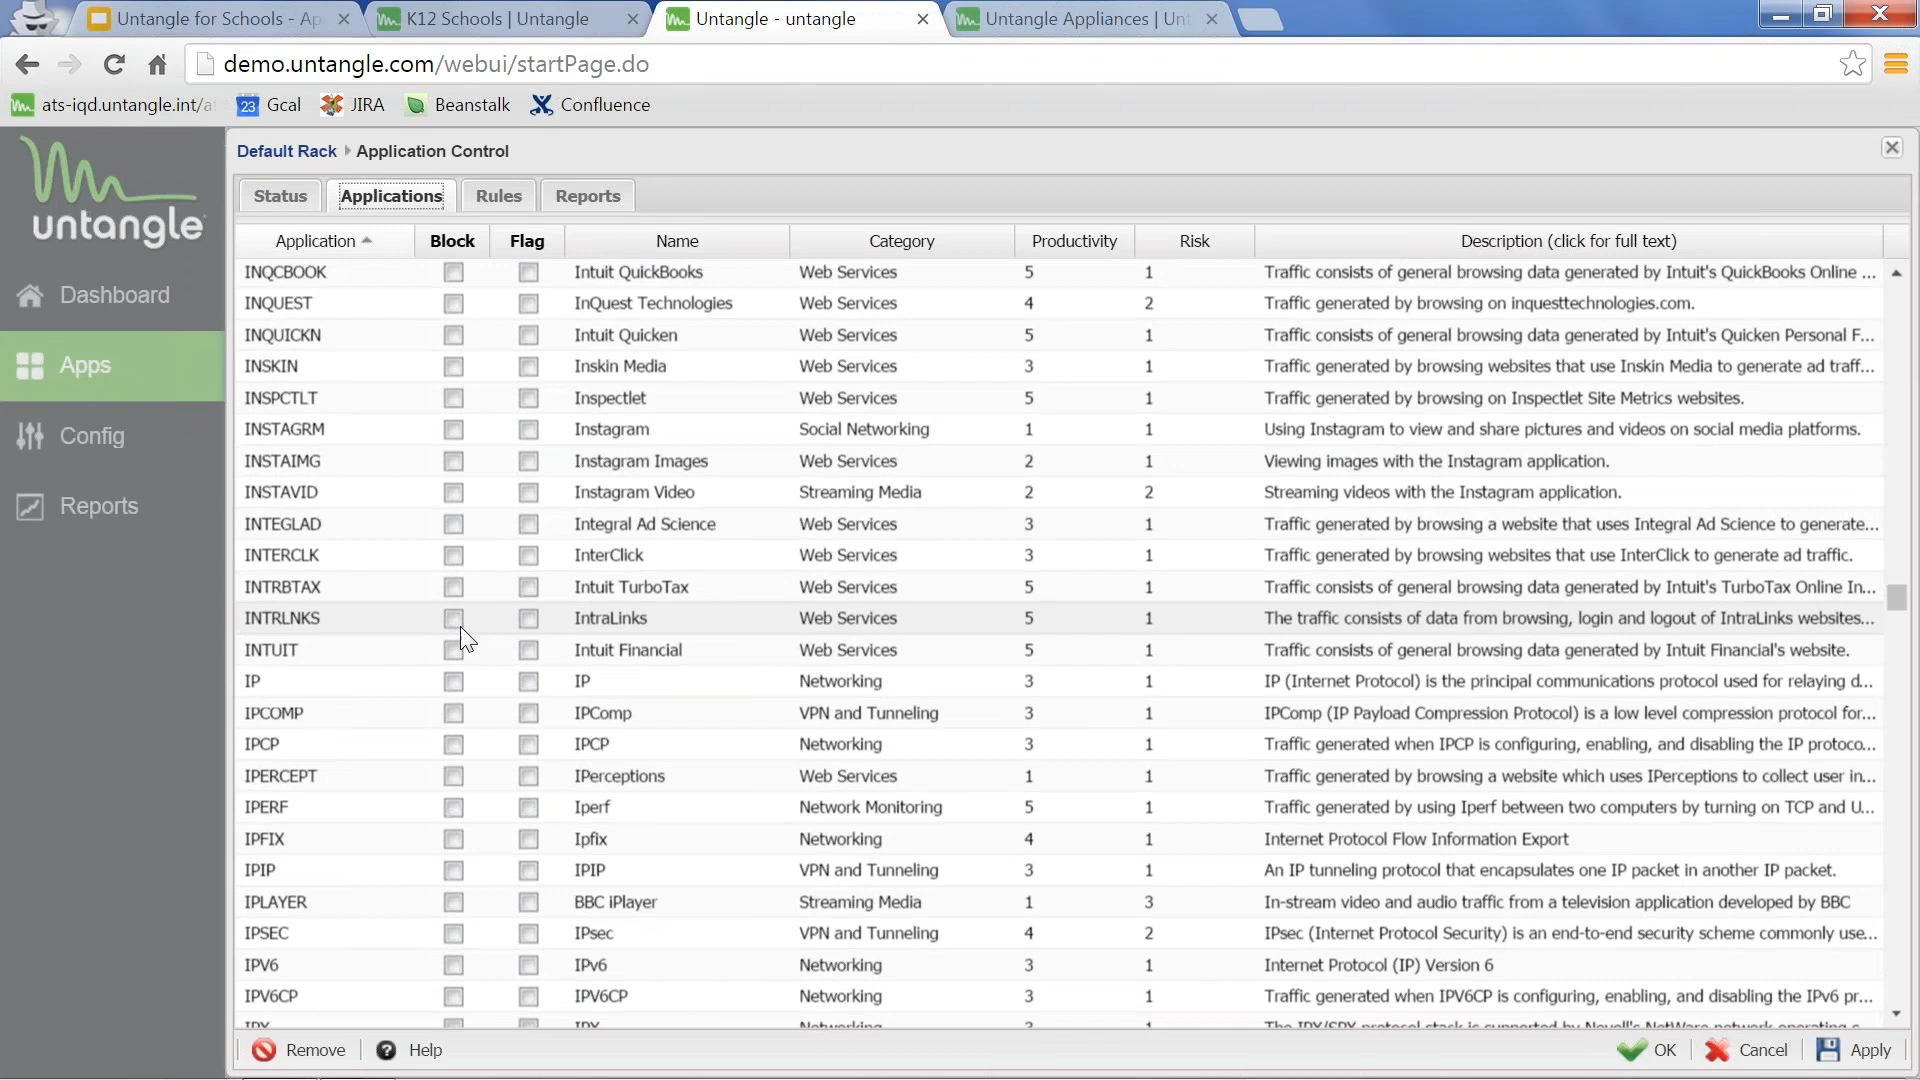 Untangle for Schools - Ap
K12 Schools | Untangle
Untangle - untangle
Untangle Appliances | Unt
demo.untangle.com/webui/startPage.do
ats-iqd.untangle.int/a
23 Gcal
JIRA
Beanstalk
Confluence
untangle
Dashboard
Apps
Config
Reports
Default Rack Application Control
Status Applications Rules Reports
Application Block Flag Name Category Productivity Risk Description (click for full text)
INQCBOOK Intuit QuickBooks Web Services 5 1 Traffic consists of general browsing data generated by Intuit's QuickBooks Online ...
INQUEST InQuest Technologies Web Services 4 2 Traffic generated by browsing on inquesttechnologies.com.
INQUICKN Intuit Quicken Web Services 5 1 Traffic consists of general browsing data generated by Intuit's Quicken Personal F...
INSKIN Inskin Media Web Services 3 1 Traffic generated by browsing websites that use Inskin Media to generate ad traff...
INSPCTLT Inspectlet Web Services 5 1 Traffic generated by browsing on Inspectlet Site Metrics websites.
INSTAGRM Instagram Social Networking 1 1 Using Instagram to view and share pictures and videos on social media platforms.
INSTAIMG Instagram Images Web Services 2 1 Viewing images with the Instagram application.
INSTAVID Instagram Video Streaming Media 2 2 Streaming videos with the Instagram application.
INTEGLAD Integral Ad Science Web Services 3 1 Traffic generated by browsing a website that uses Integral Ad Science to generate...
INTERCLK InterClick Web Services 3 1 Traffic generated by browsing websites that use InterClick to generate ad traffic.
INTRBTAX Intuit TurboTax Web Services 5 1 Traffic consists of general browsing data generated by Intuit's TurboTax Online In...
INTRLNKS IntraLinks Web Services 5 1 The traffic consists of data from browsing, login and logout of IntraLinks websites...
INTUIT Intuit Financial Web Services 5 1 Traffic consists of general browsing data generated by Intuit Financial's website.
IP IP Networking 3 1 IP (Internet Protocol) is the principal communications protocol used for relaying d...
IPCOMP IPComp VPN and Tunneling 3 1 IPComp (IP Payload Compression Protocol) is a low level compression protocol for...
IPCP IPCP Networking 3 1 Traffic generated when IPCP is configuring, enabling, and disabling the IP protoco...
IPERCEPT IPerceptions Web Services 1 1 Traffic generated by browsing a website which uses IPerceptions to collect user in...
IPERF Iperf Network Monitoring 5 1 Traffic generated by using Iperf between two computers by turning on TCP and U...
IPFIX Ipfix Networking 4 1 Internet Protocol Flow Information Export
IPIP IPIP VPN and Tunneling 3 1 An IP tunneling protocol that encapsulates one IP packet in another IP packet.
IPLAYER BBC iPlayer Streaming Media 1 3 In-stream video and audio traffic from a television application developed by BBC
IPSEC IPsec VPN and Tunneling 4 2 IPsec (Internet Protocol Security) is an end-to-end security scheme commonly use...
IPV6 IPv6 Networking 3 1 Internet Protocol (IP) Version 6
IPV6CP IPV6CP Networking 3 1 Traffic generated when IPV6CP is configuring, enabling, and disabling the IPv6 pr...
IPX IPX Networking 3 1 The IPX/SPX protocol stack is supported by Novell's NetWare network operating s...
Remove Help OK Cancel Apply